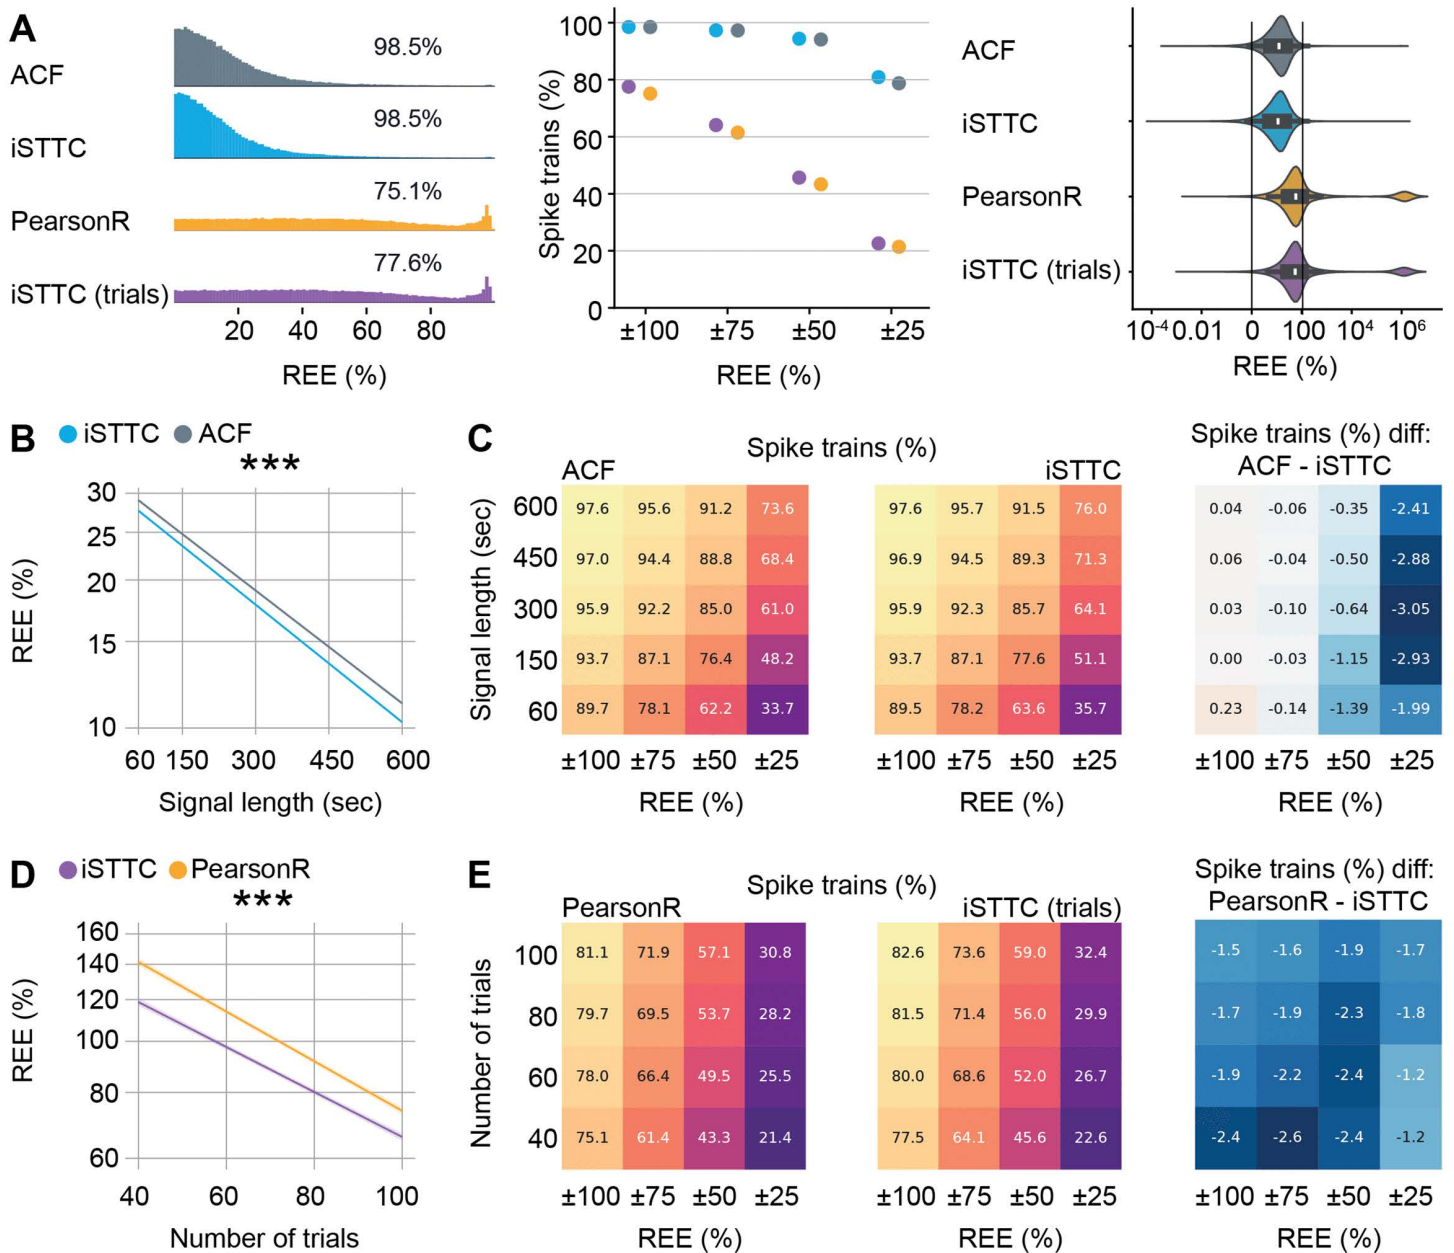 A
ACF
98.5%
iSTTC
98.5%
PearsonR
75.1%
iSTTC (trials)
77.6%
20 40 60 80
REE (%)
Spike trains (%)
100
80
60
40
20
0
±100 ±75 ±50 ±25
REE (%)
ACF
iSTTC
PearsonR
iSTTC (trials)
10⁻⁴ 0.01 0 100 10⁴ 10⁶
REE (%)
B
iSTTC ACF
***
REE (%)
30
25
20
15
10
60 150 300 450 600
Signal length (sec)
C
Spike trains (%)
ACF iSTTC
Signal length (sec)
600 97.6 95.6 91.2 73.6
450 97.0 94.4 88.8 68.4
300 95.9 92.2 85.0 61.0
150 93.7 87.1 76.4 48.2
60 89.7 78.1 62.2 33.7
±100 ±75 ±50 ±25
REE (%)
97.6 95.7 91.5 76.0
96.9 94.5 89.3 71.3
95.9 92.3 85.7 64.1
93.7 87.1 77.6 51.1
89.5 78.2 63.6 35.7
±100 ±75 ±50 ±25
REE (%)
Spike trains (%) diff:
ACF - iSTTC
0.04 -0.06 -0.35 -2.41
0.06 -0.04 -0.50 -2.88
0.03 -0.10 -0.64 -3.05
0.00 -0.03 -1.15 -2.93
0.23 -0.14 -1.39 -1.99
±100 ±75 ±50 ±25
REE (%)
D
iSTTC PearsonR
***
REE (%)
160
140
120
100
80
60
40 60 80 100
Number of trials
E
Spike trains (%)
PearsonR iSTTC (trials)
Number of trials
100 81.1 71.9 57.1 30.8
80 79.7 69.5 53.7 28.2
60 78.0 66.4 49.5 25.5
40 75.1 61.4 43.3 21.4
±100 ±75 ±50 ±25
REE (%)
82.6 73.6 59.0 32.4
81.5 71.4 56.0 29.9
80.0 68.6 52.0 26.7
77.5 64.1 45.6 22.6
±100 ±75 ±50 ±25
REE (%)
Spike trains (%) diff:
PearsonR - iSTTC
-1.5 -1.6 -1.9 -1.7
-1.7 -1.9 -2.3 -1.8
-1.9 -2.2 -2.4 -1.2
-2.4 -2.6 -2.4 -1.2
±100 ±75 ±50 ±25
REE (%)